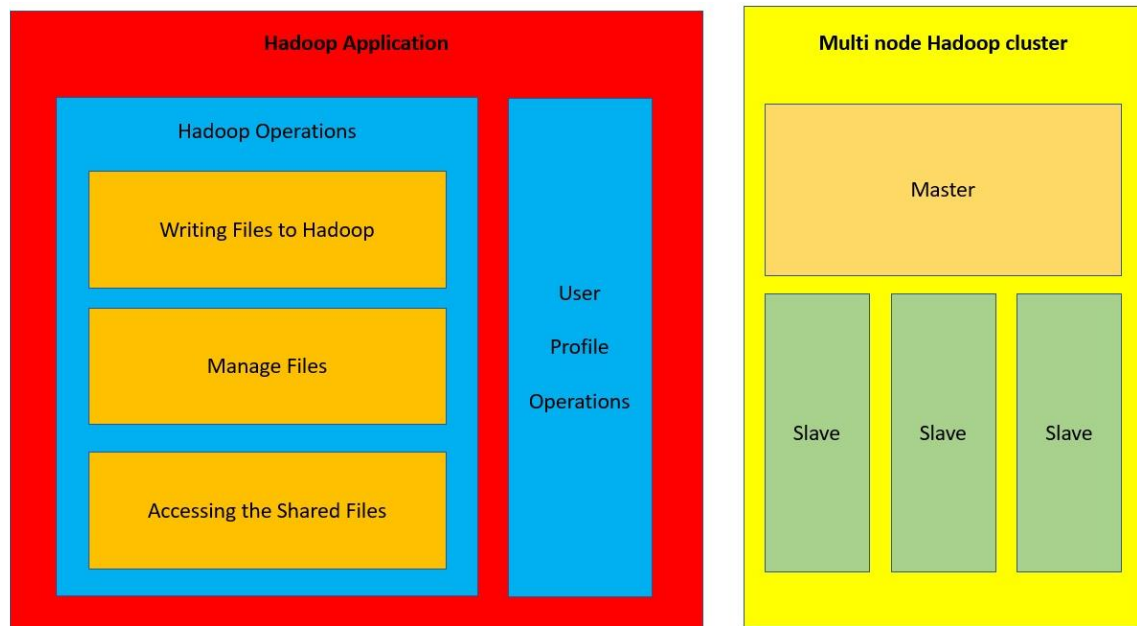 Hadoop Application
Hadoop Operations
Writing Files to Hadoop
Manage Files
Accessing the Shared Files
User
Profile
Operations
Multi node Hadoop cluster
Master
Slave
Slave
Slave